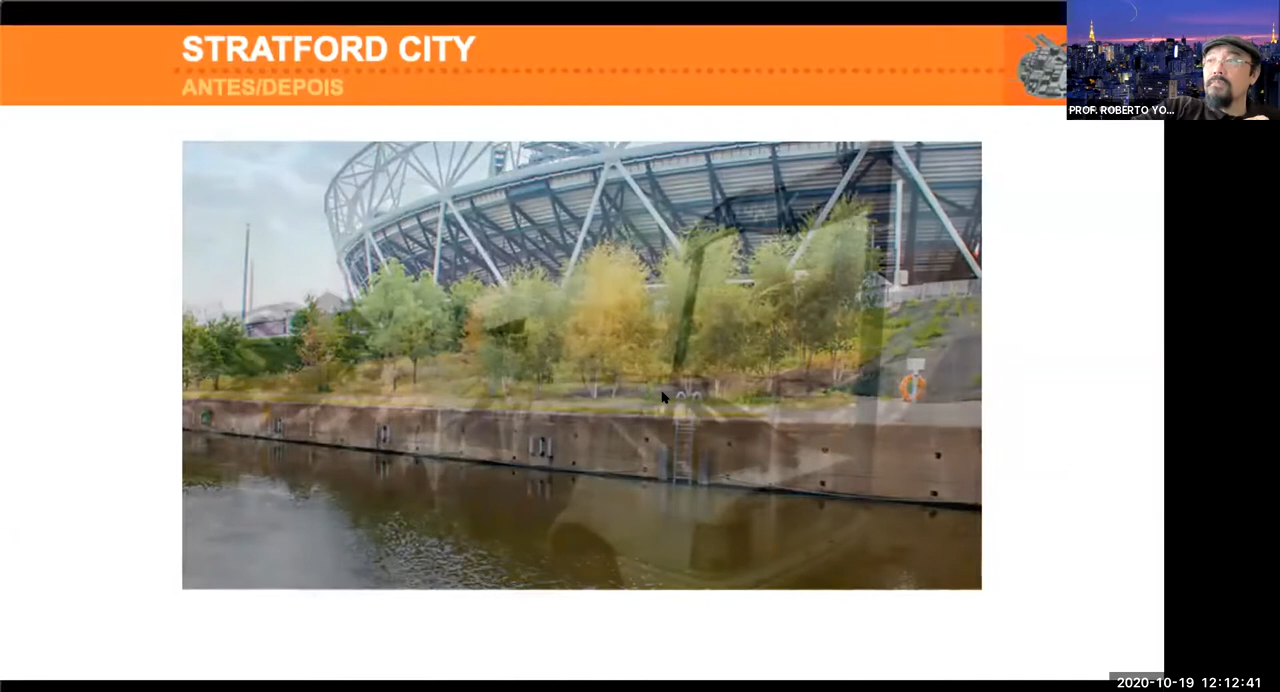 STRATFORD CITY
ANTES/DEPOIS
PROF. ROBERTO YO...
2020-10-19 12:12:41